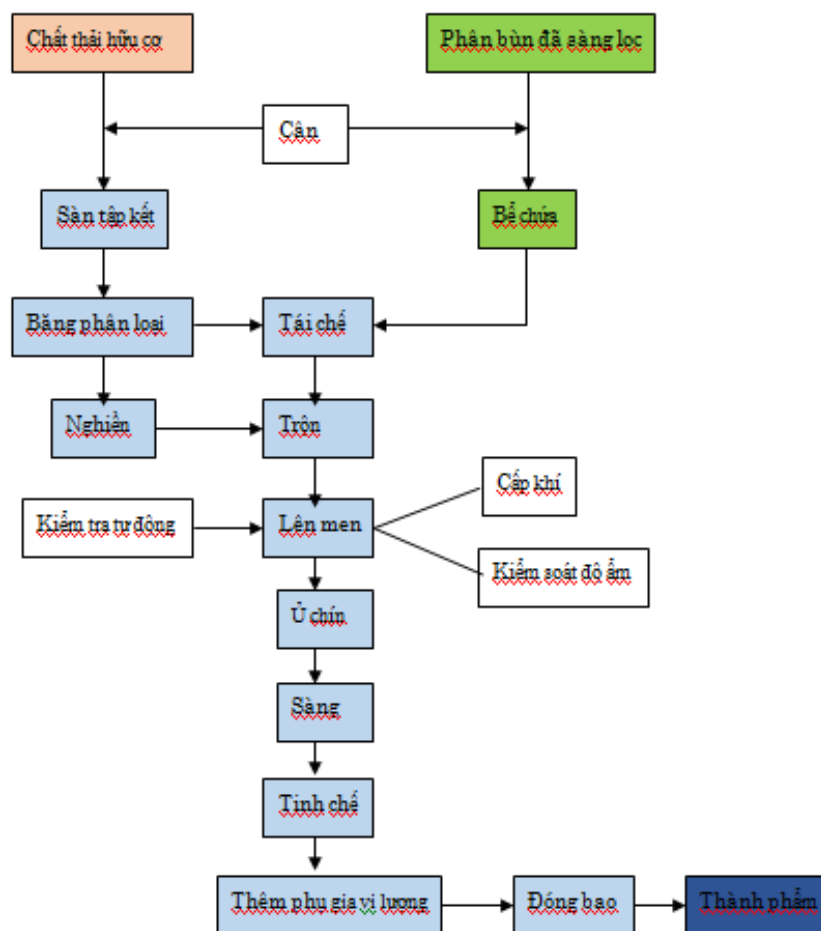 Chất thải hữu cơ
Phân bùn đã sàng lọc
Cân
Sàn tập kết
Bể chứa
Băng phân loại
Tái chế
Nghiền
Trộn
Cấp khí
Kiểm tra tự động
Lên men
Kiểm soát độ ẩm
Ủ chín
Sàng
Tinh chế
Thêm phụ gia vi lượng
Đóng bao
Thành phẩm